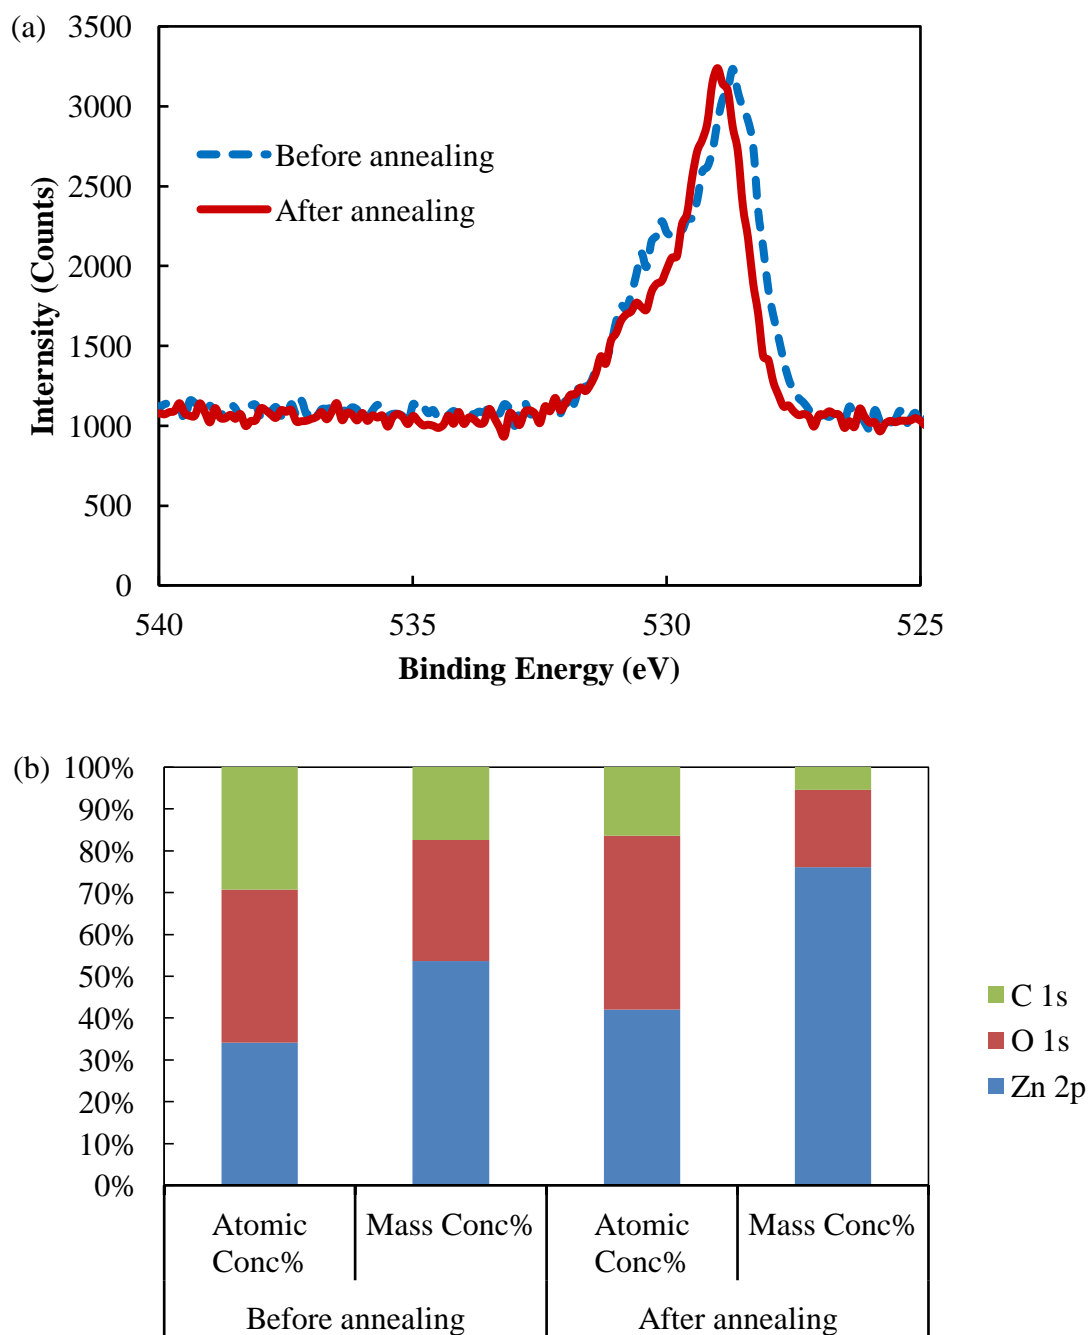 (a)
3500
3000
2500
2000
1500
1000
500
0
Internsity (Counts)
Before annealing
After annealing
540 535 530 525
Binding Energy (eV)
(b)
100%
90%
80%
70%
60%
50%
40%
30%
20%
10%
0%
C 1s
O 1s
Zn 2p
Atomic Conc%
Mass Conc%
Atomic Conc%
Mass Conc%
Before annealing
After annealing